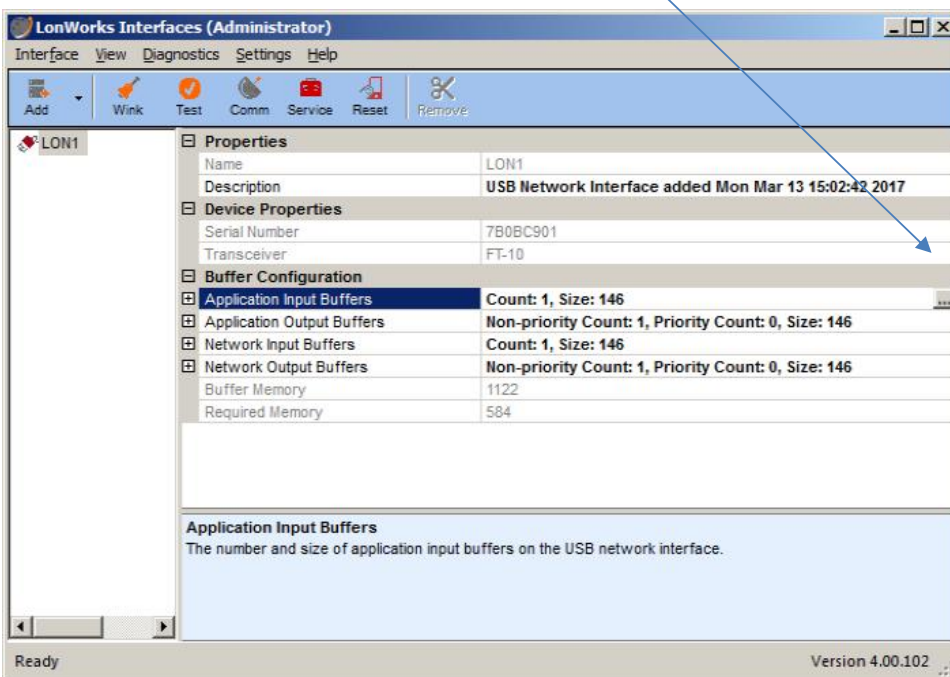 LonWorks Interfaces (Administrator)
Interface View Diagnostics Settings Help
Add Wink Test Comm Service Reset Remove
LON1
Properties
Name LON1
Description USB Network Interface added Mon Mar 13 15:02:42 2017
Device Properties
Serial Number 7B0BC901
Transceiver FT-10
Buffer Configuration
Application Input Buffers Count: 1, Size: 146 ...
Application Output Buffers Non-priority Count: 1, Priority Count: 0, Size: 146
Network Input Buffers Count: 1, Size: 146
Network Output Buffers Non-priority Count: 1, Priority Count: 0, Size: 146
Buffer Memory 1122
Required Memory 584
Application Input Buffers
The number and size of application input buffers on the USB network interface.
Ready Version 4.00.102